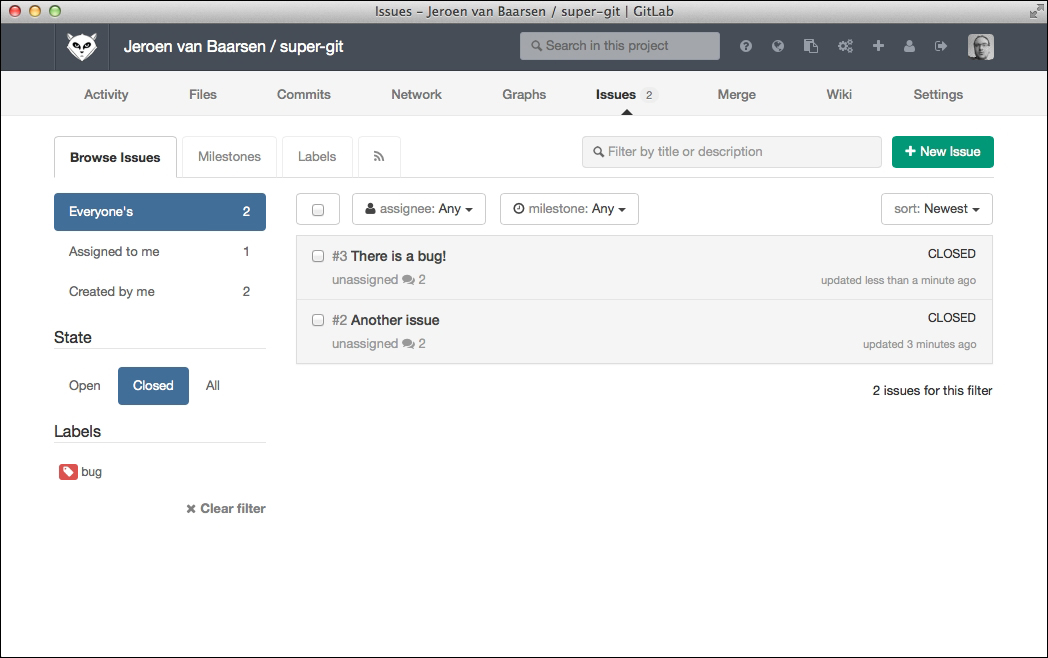 Issues – Jeroen van Baarsen / super-git | GitLab
Jeroen van Baarsen / super-git Search in this project
Activity Files Commits Network Graphs Issues 2 Merge Wiki Settings
Browse Issues Milestones Labels Filter by title or description New Issue
Everyone's 2
Assigned to me 1
Created by me 2
State
Open Closed All
Labels
bug
Clear filter
assignee: Any milestone: Any sort: Newest
#3 There is a bug! CLOSED
unassigned 2 updated less than a minute ago
#2 Another issue CLOSED
unassigned 2 updated 3 minutes ago
2 issues for this filter